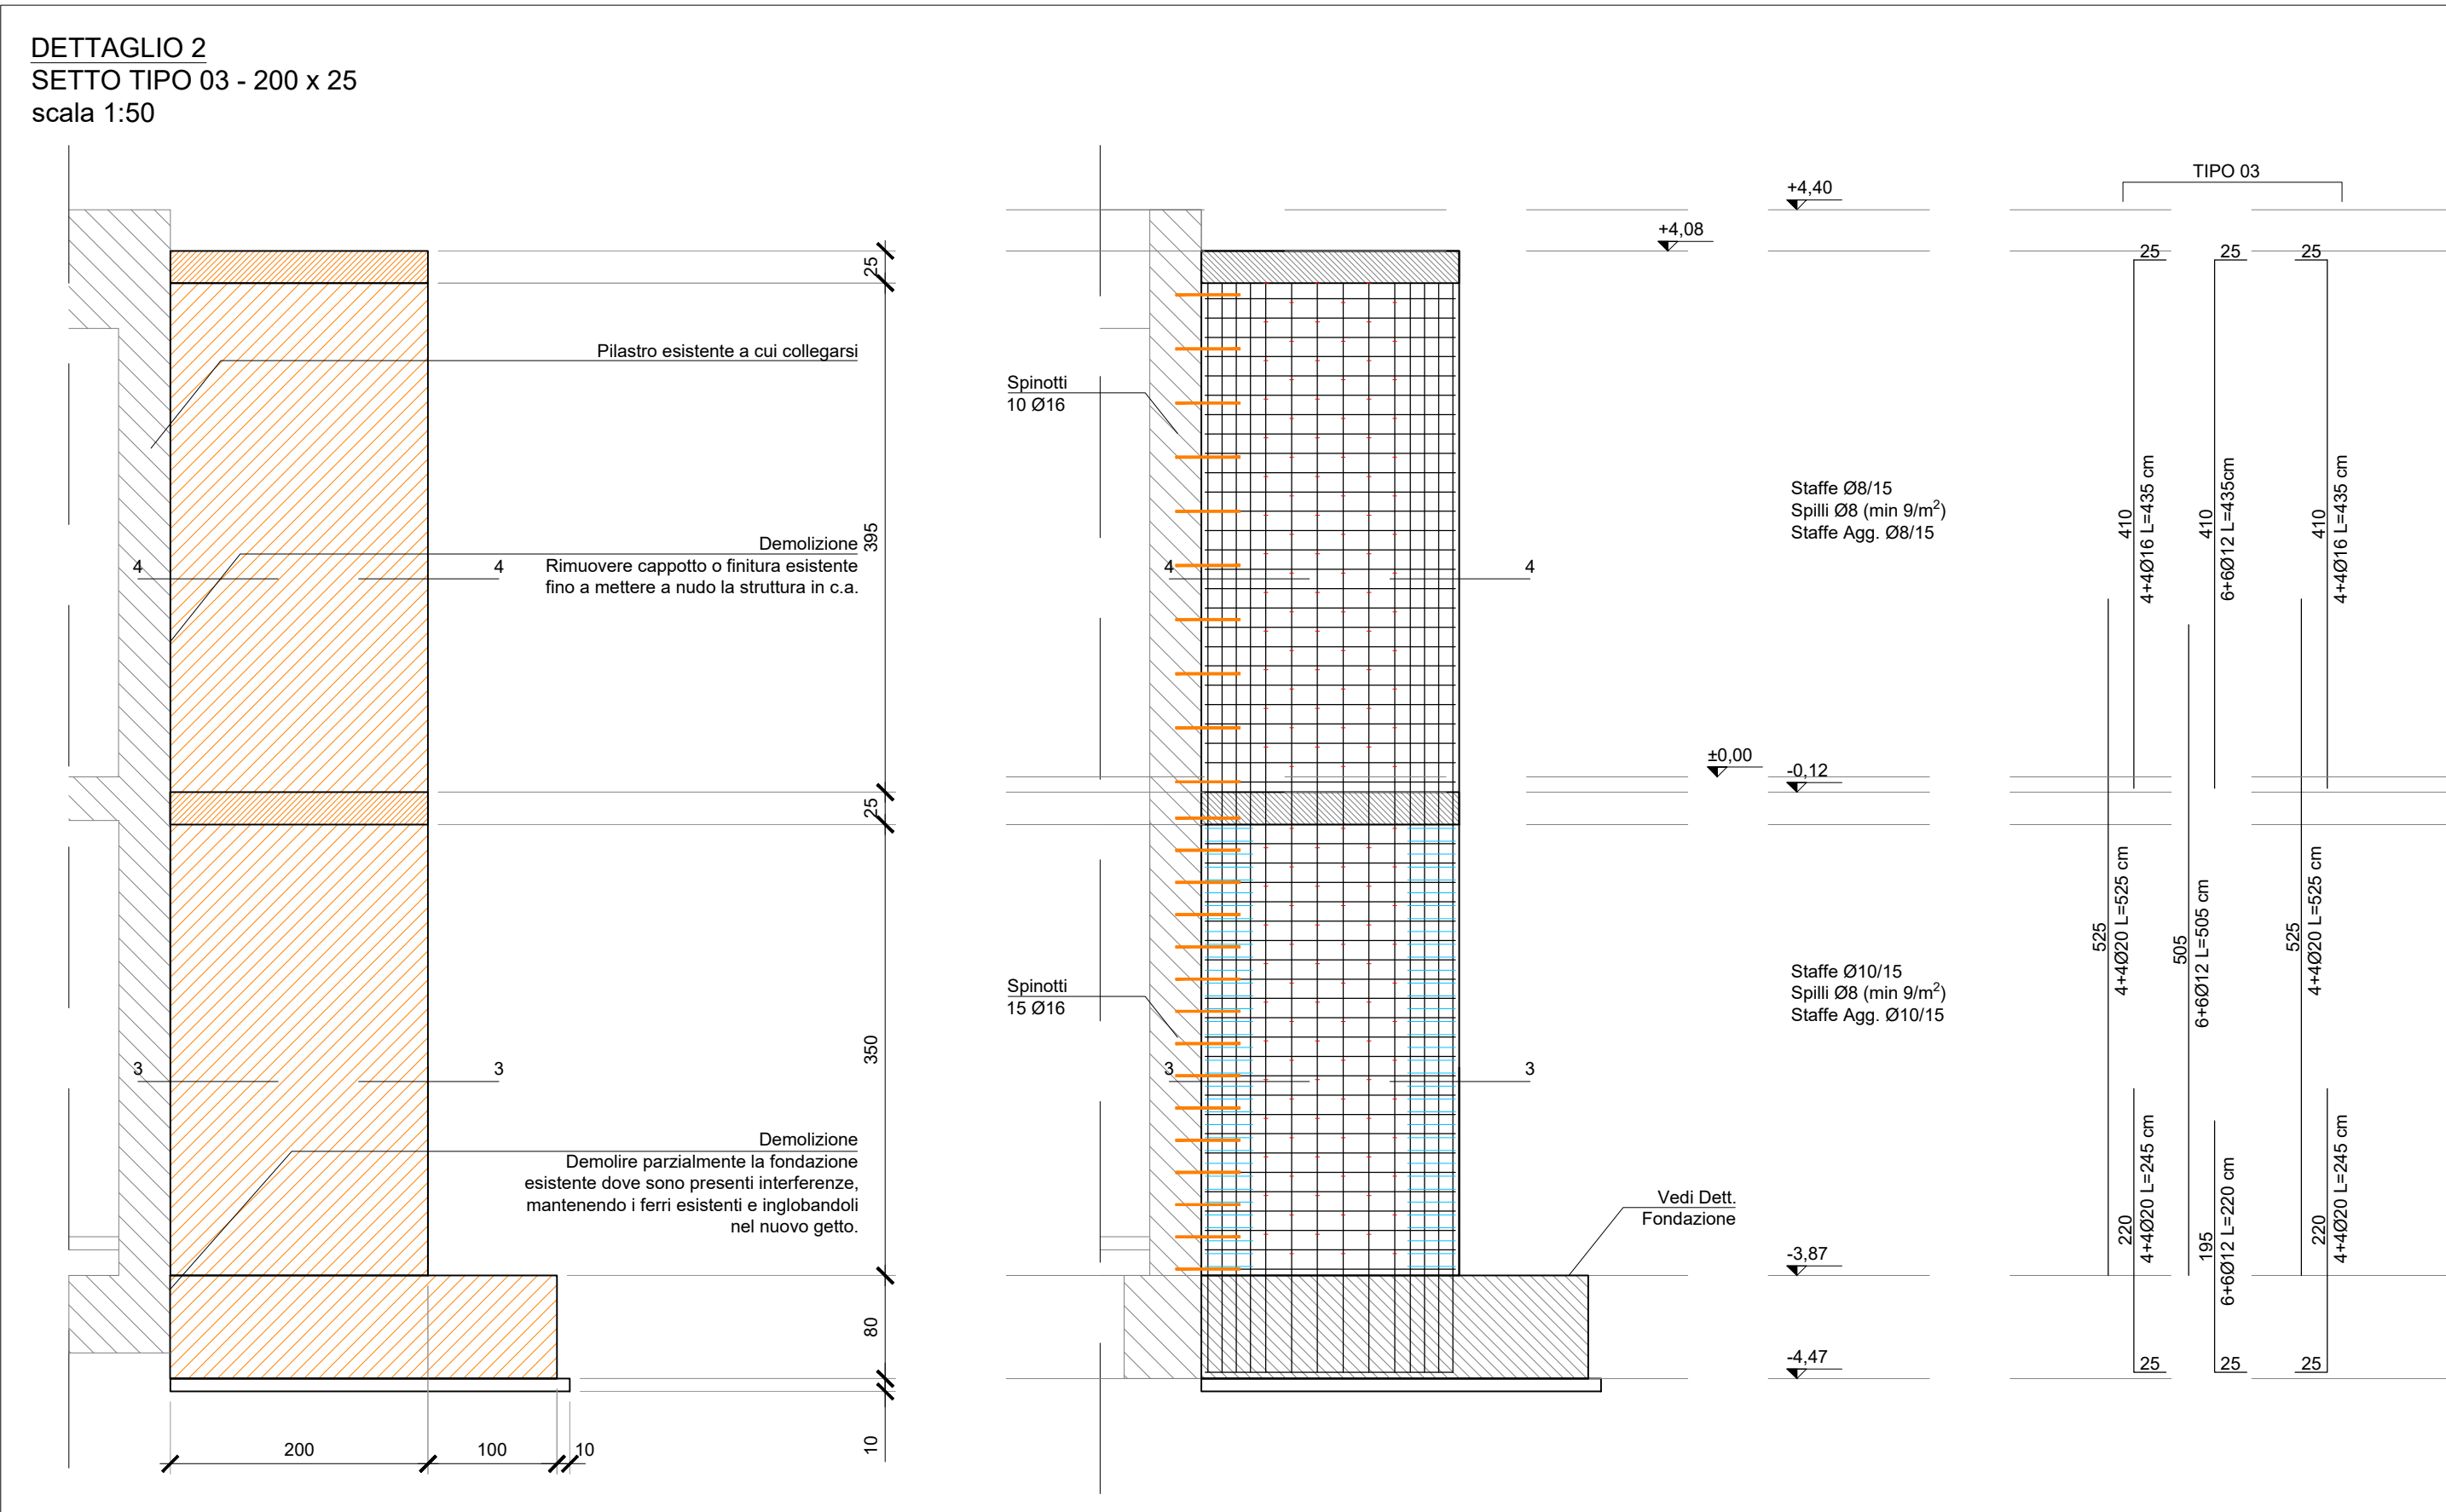 DETTAGLIO 2
SETTO TIPO 03 - 200 x 25
scala 1:50
Pilastro esistente a cui collegarsi
Demolizione
Rimuovere cappotto o finitura esistente
fino a mettere a nudo la struttura in c.a.
4
4
3
3
Demolizione
Demolire parzialmente la fondazione
esistente dove sono presenti interferenze,
mantenendo i ferri esistenti e inglobandoli
nel nuovo getto.
25
395
25
350
80
10
200
100
10
Spinotti
10 Ø16
4
4
Spinotti
15 Ø16
3
3
Vedi Dett.
Fondazione
+4,40
+4,08
±0,00
-0,12
-3,87
-4,47
Staffe Ø8/15
Spilli Ø8 (min 9/m²)
Staffe Agg. Ø8/15
Staffe Ø10/15
Spilli Ø8 (min 9/m²)
Staffe Agg. Ø10/15
TIPO 03
25
25
25
410
4+4Ø16 L=435 cm
410
6+6Ø12 L=435cm
410
4+4Ø16 L=435 cm
525
4+4Ø20 L=525 cm
505
6+6Ø12 L=505 cm
525
4+4Ø20 L=525 cm
220
4+4Ø20 L=245 cm
195
6+6Ø12 L=220 cm
220
4+4Ø20 L=245 cm
25
25
25